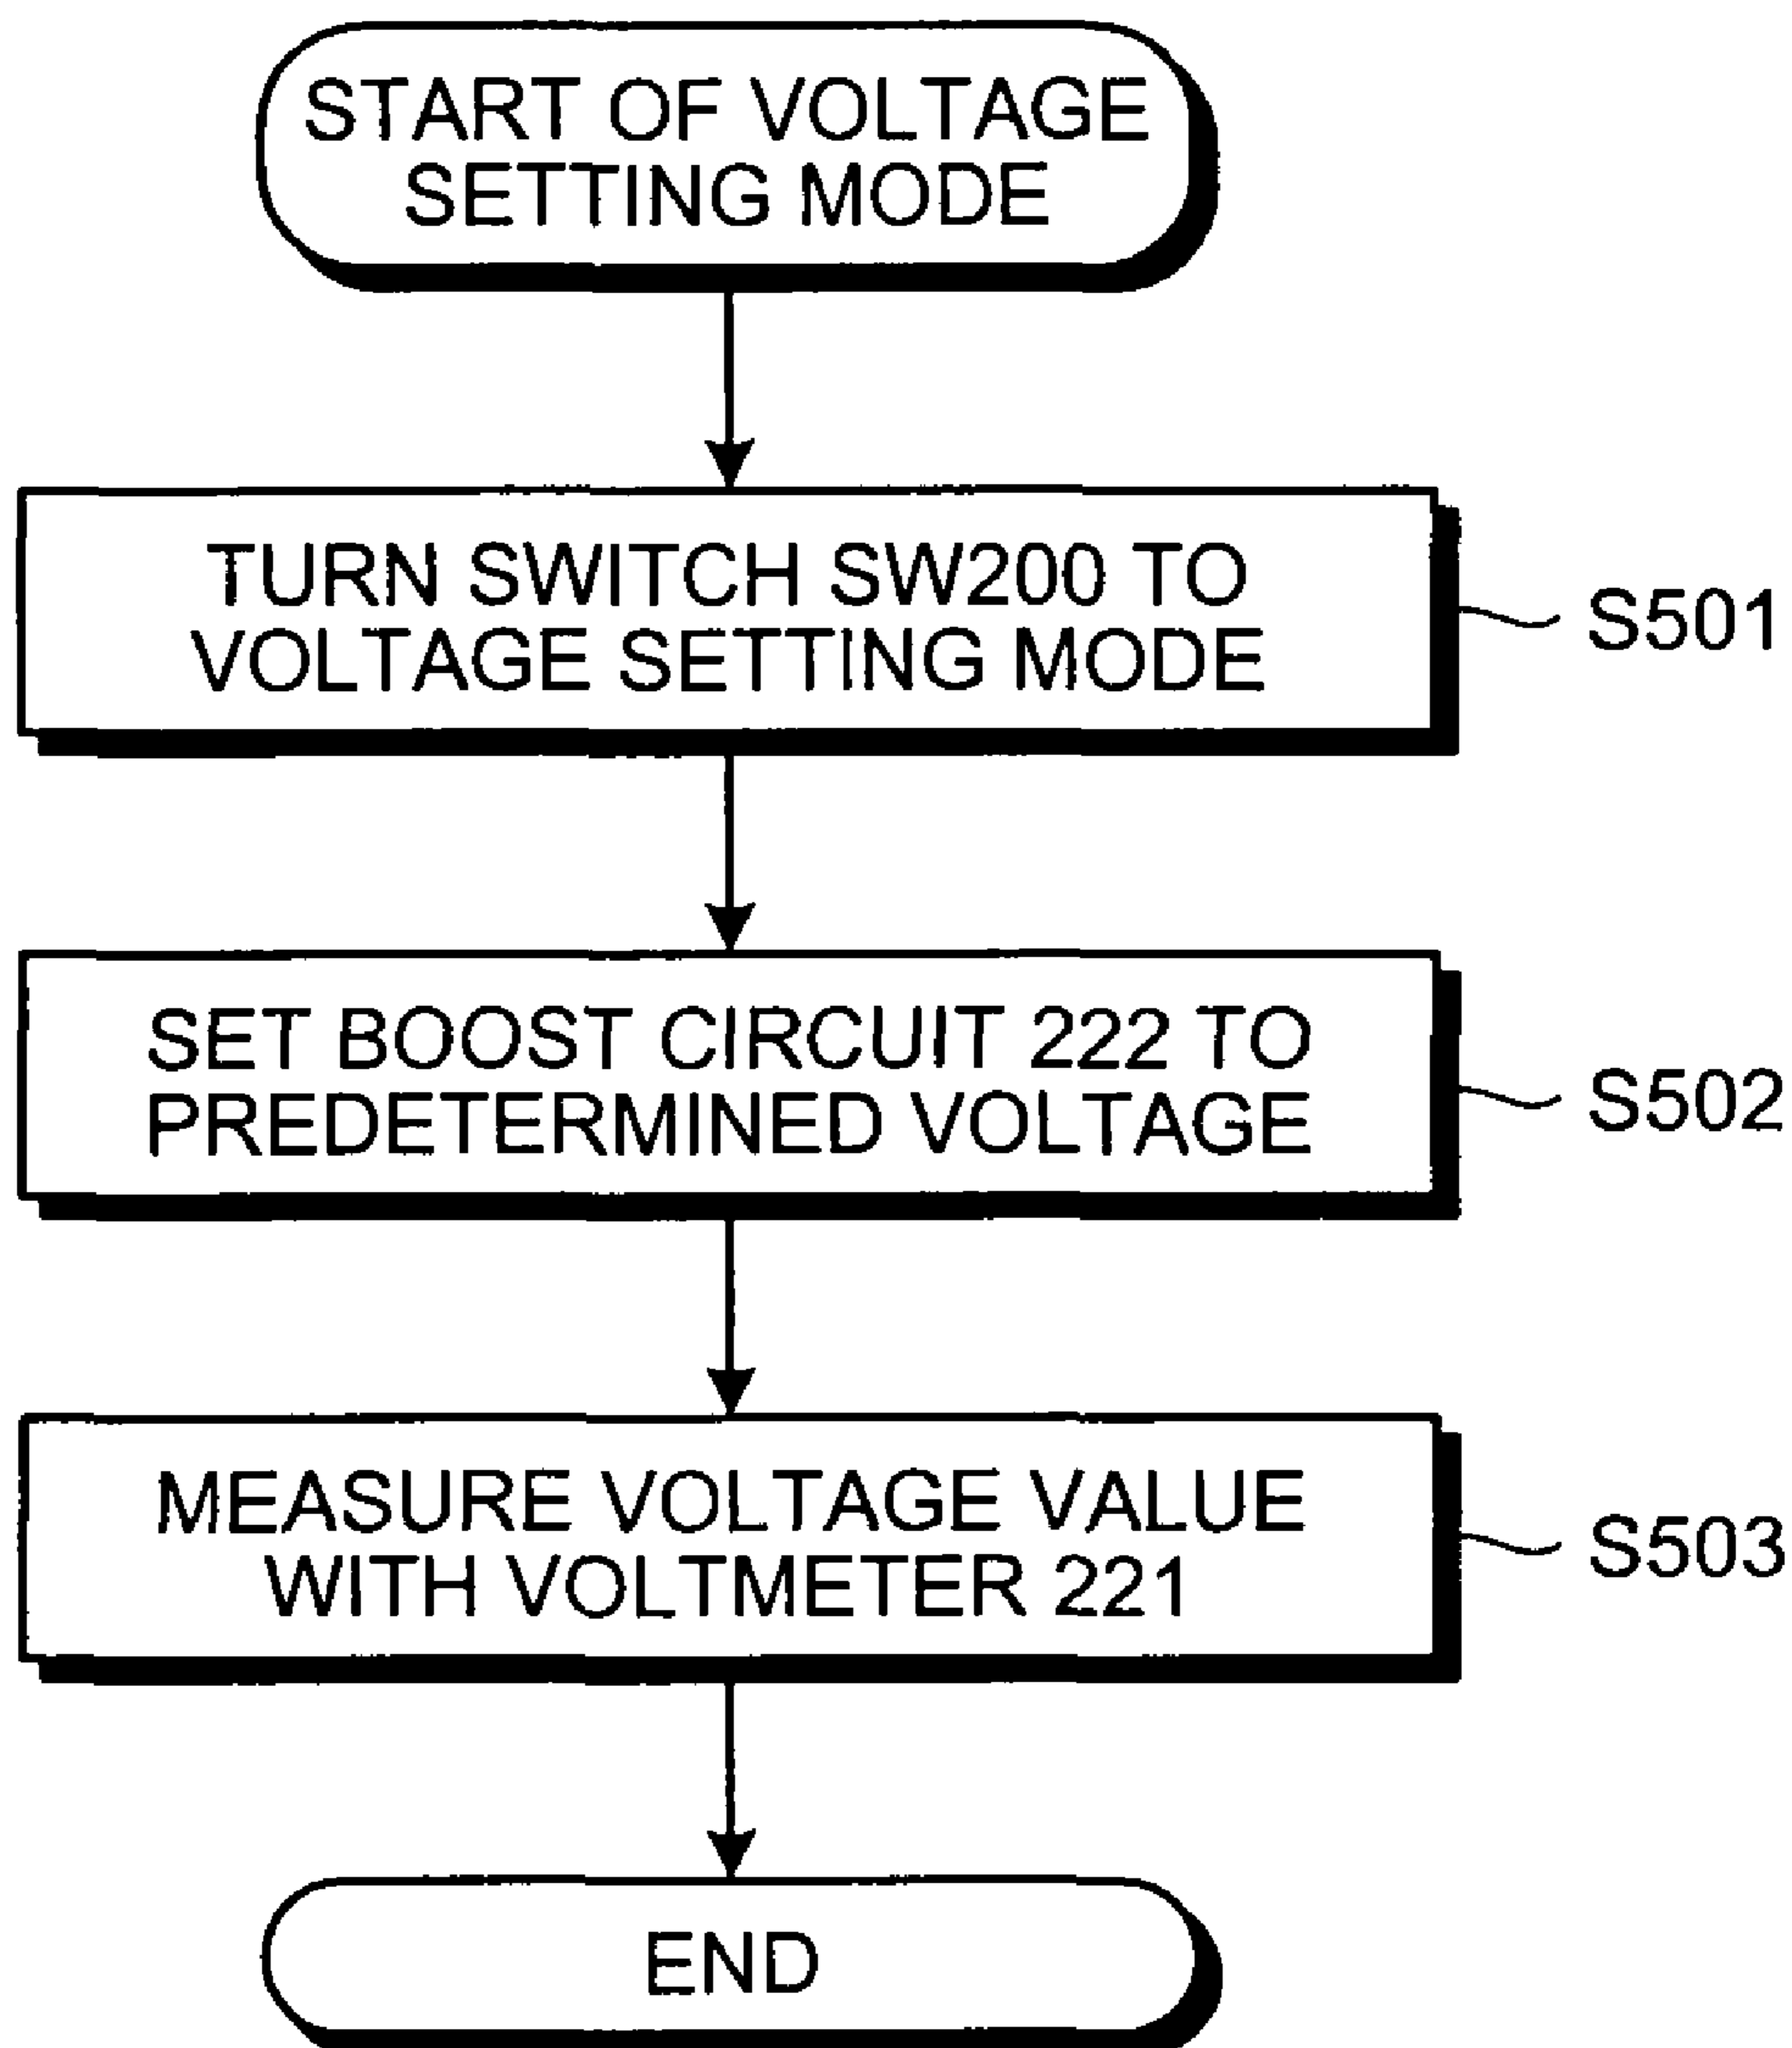 START OF VOLTAGE
SETTING MODE
TURN SWITCH SW200 TO
VOLTAGE SETTING MODE
S501
SET BOOST CIRCUIT 222 TO
PREDETERMINED VOLTAGE
S502
MEASURE VOLTAGE VALUE
WITH VOLTMETER 221
S503
END